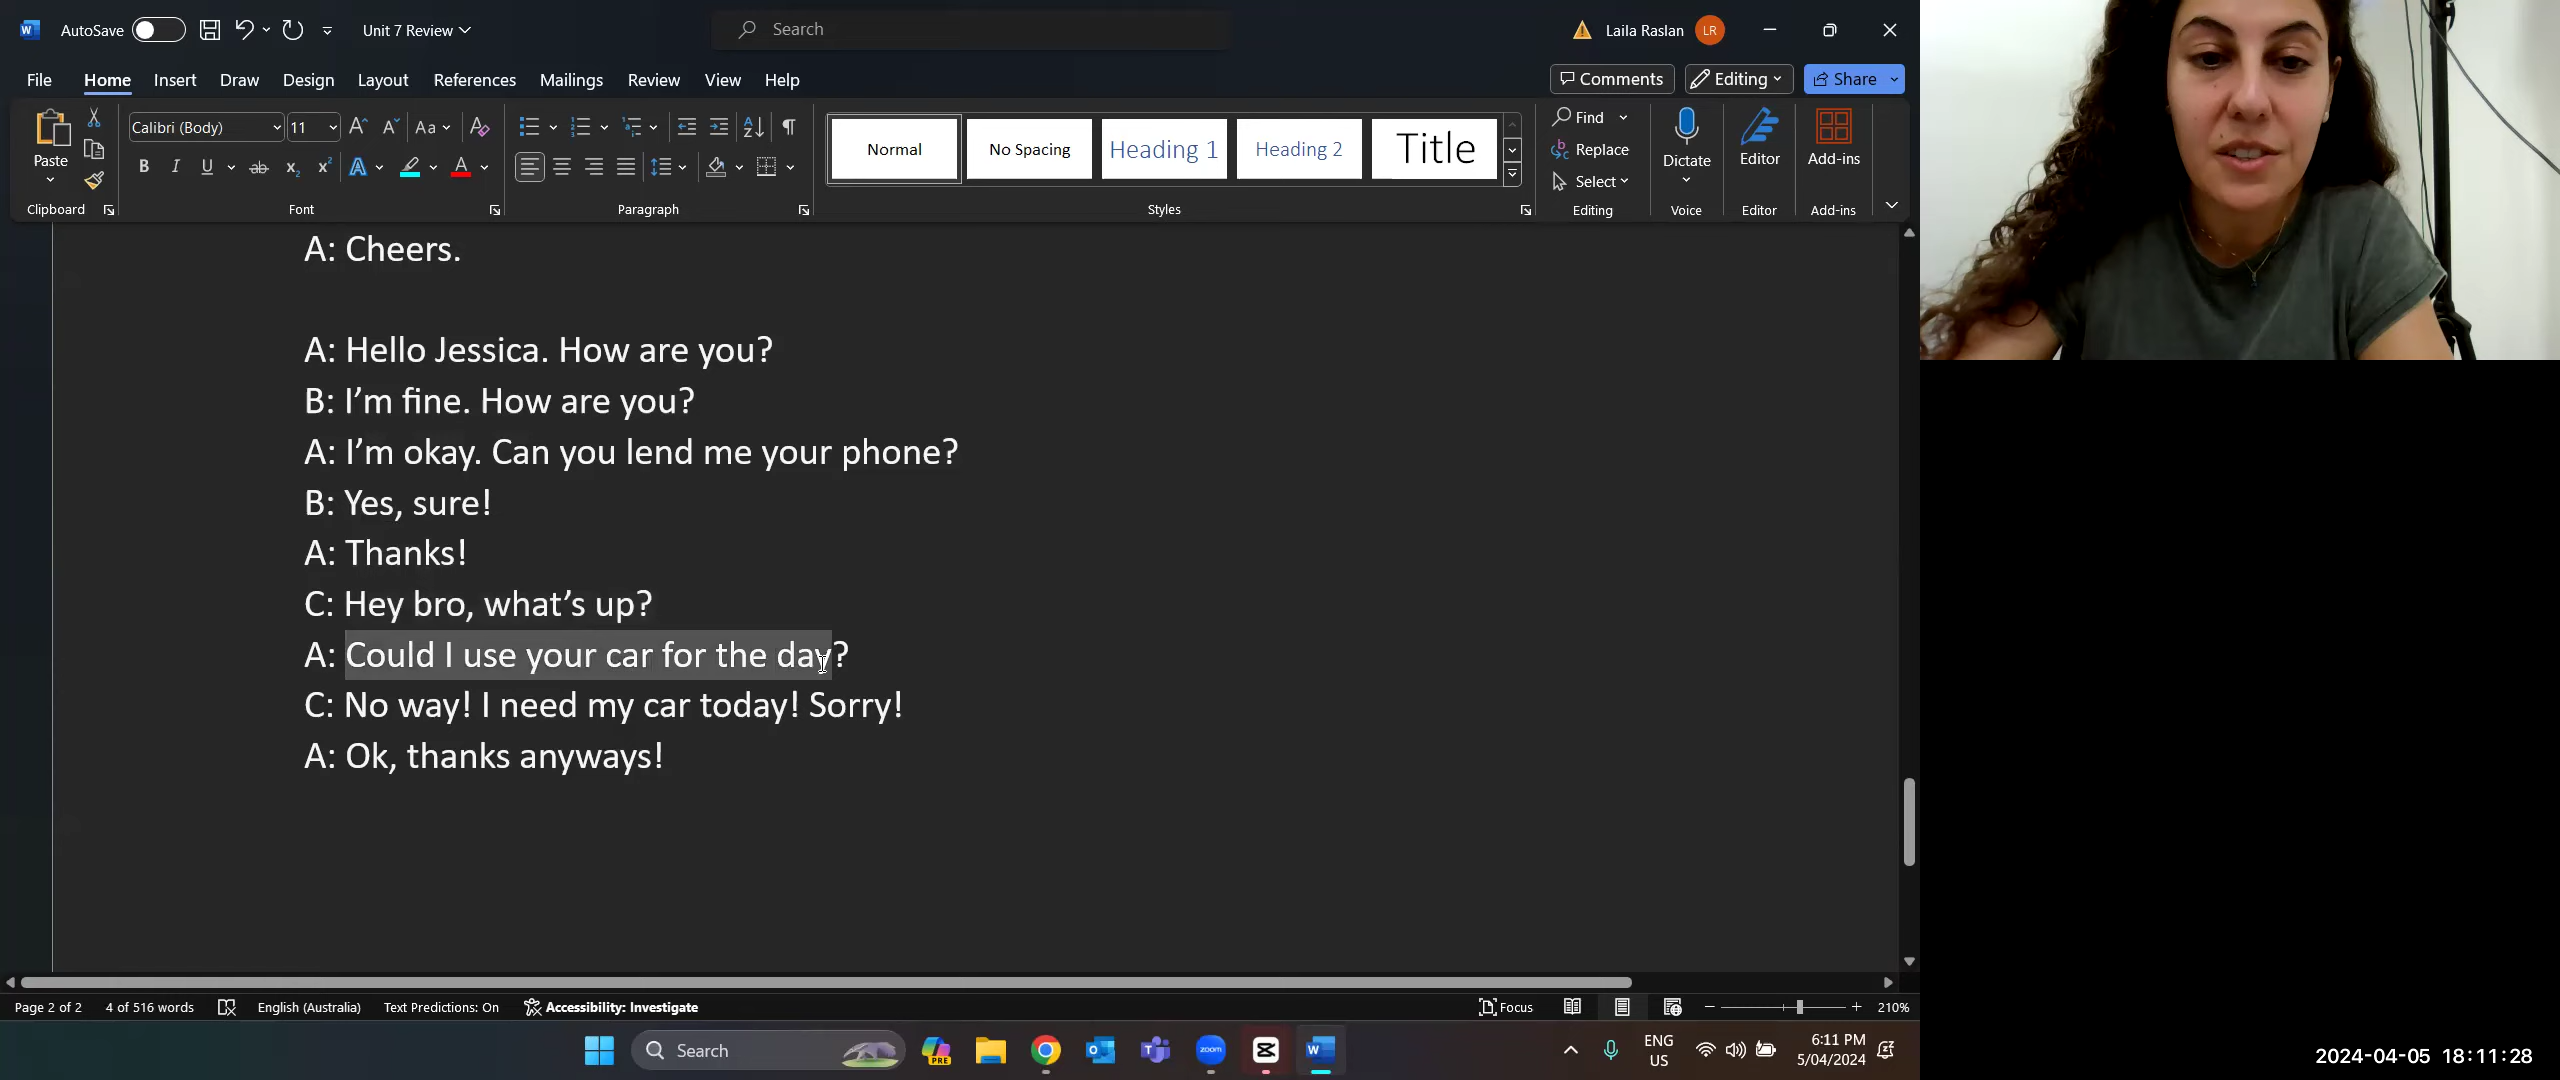 AutoSave
Unit 7 Review
Search
Laila Raslan
LR
File Home Insert Draw Design Layout References Mailings Review View Help
Comments
Editing
Share
Paste
Clipboard
Calibri (Body) 11
Font
Paragraph
Normal
No Spacing
Heading 1
Heading 2
Title
Styles
Find
Replace
Select
Editing
Dictate
Voice
Editor
Editor
Add-ins
Add-ins
A: Cheers.
A: Hello Jessica. How are you?
B: I’m fine. How are you?
A: I’m okay. Can you lend me your phone?
B: Yes, sure!
A: Thanks!
C: Hey bro, what’s up?
A: Could I use your car for the day?
C: No way! I need my car today! Sorry!
A: Ok, thanks anyways!
Page 2 of 2 4 of 516 words English (Australia) Text Predictions: On Accessibility: Investigate
Focus
210%
Search
PRE
zoom
ENG
US
6:11 PM
5/04/2024
2024-04-05 18:11:28